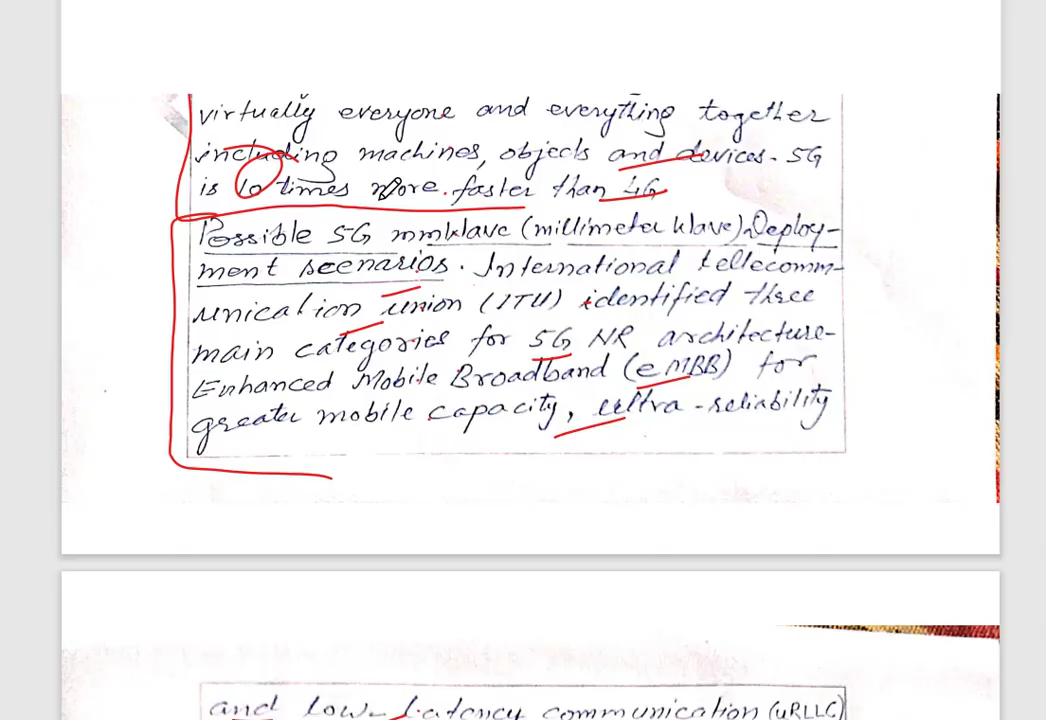 virtually everyone and everything together
including machines, objects and devices. 5G
is 10 times more faster than 4G
Possible 5G mmWave (millimeter Wave) Deploy-
ment scenarios. International tellecomm-
unication union (ITU) identified three
main categories for 5G NR architecture-
Enhanced Mobile Broadband (eMBB) for
greater mobile capacity, ultra-reliability
and low-latency communication (uRLLC)